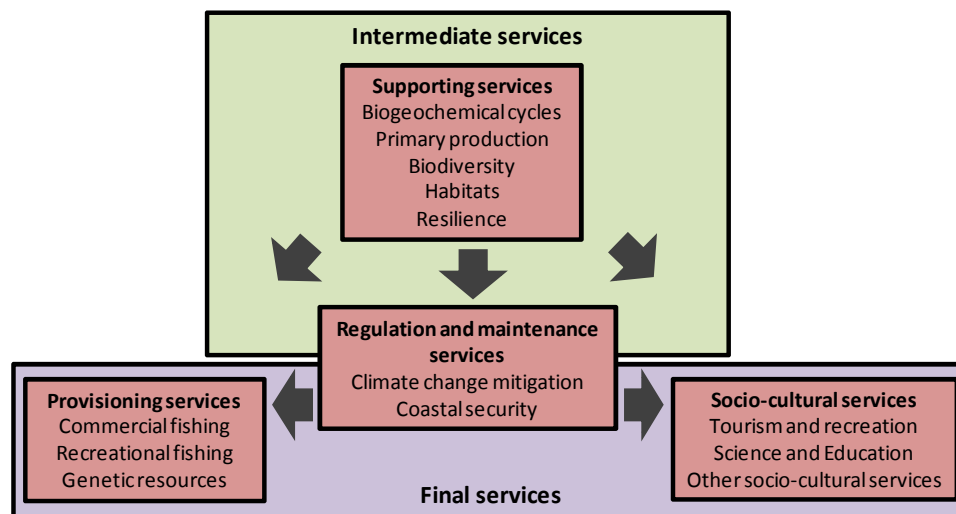 Intermediate services
Supporting services
Biogeochemical cycles
Primary production
Biodiversity
Habitats
Resilience
Regulation and maintenance
services
Climate change mitigation
Coastal security
Provisioning services
Commercial fishing
Recreational fishing
Genetic resources
Socio-cultural services
Tourism and recreation
Science and Education
Other socio-cultural services
Final services